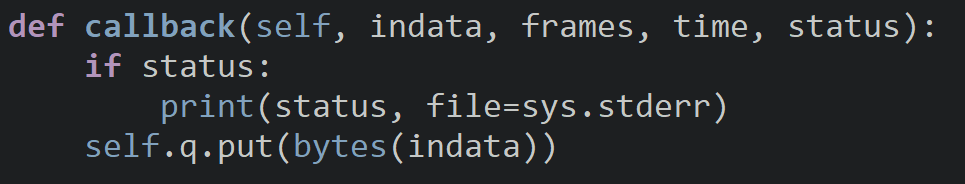 def callback(self, indata, frames, time, status):
    if status:
        print(status, file=sys.stderr)
    self.q.put(bytes(indata))